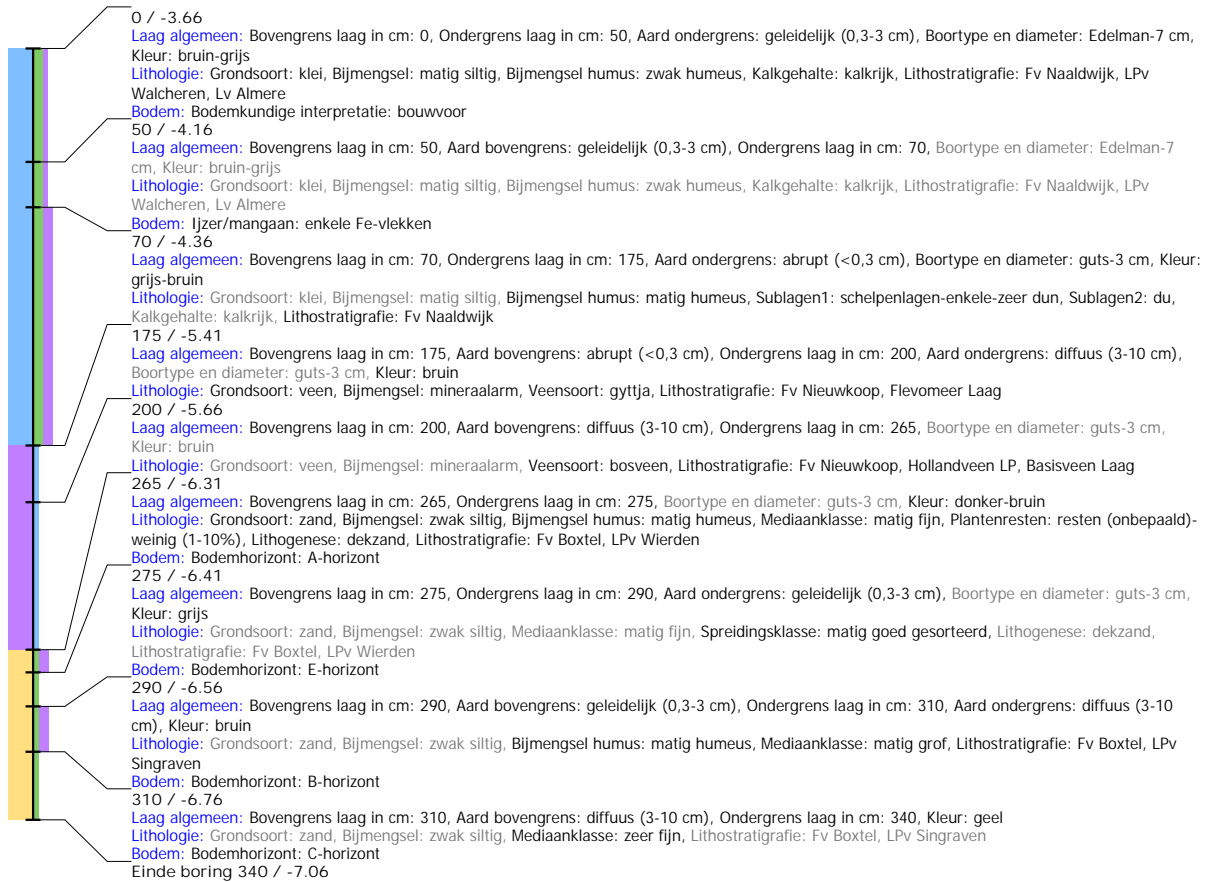 0 / -3.66
Laag algemeen: Bovengrens laag in cm: 0, Ondergrens laag in cm: 50, Aard ondergrens: geleidelijk (0,3-3 cm), Boortype en diameter: Edelman-7 cm,
Kleur: bruin-grijs
Lithologie: Grondsoort: klei, Bijmengsel: matig siltig, Bijmengsel humus: zwak humeus, Kalkgehalte: kalkrijk, Lithostratigrafie: Fv Naaldwijk, LPv
Walcheren, Lv Almere
Bodem: Bodemkundige interpretatie: bouwvoor
50 / -4.16
Laag algemeen: Bovengrens laag in cm: 50, Aard bovengrens: geleidelijk (0,3-3 cm), Ondergrens laag in cm: 70, Boortype en diameter: Edelman-7
cm, Kleur: bruin-grijs
Lithologie: Grondsoort: klei, Bijmengsel: matig siltig, Bijmengsel humus: zwak humeus, Kalkgehalte: kalkrijk, Lithostratigrafie: Fv Naaldwijk, LPv
Walcheren, Lv Almere
Bodem: Ijzer/mangaan: enkele Fe-vlekken
70 / -4.36
Laag algemeen: Bovengrens laag in cm: 70, Ondergrens laag in cm: 175, Aard ondergrens: abrupt (<0,3 cm), Boortype en diameter: guts-3 cm, Kleur:
grijs-bruin
Lithologie: Grondsoort: klei, Bijmengsel: matig siltig, Bijmengsel humus: matig humeus, Sublagen1: schelpenlagen-enkele-zeer dun, Sublagen2: du,
Kalkgehalte: kalkrijk, Lithostratigrafie: Fv Naaldwijk
175 / -5.41
Laag algemeen: Bovengrens laag in cm: 175, Aard bovengrens: abrupt (<0,3 cm), Ondergrens laag in cm: 200, Aard ondergrens: diffuus (3-10 cm),
Boortype en diameter: guts-3 cm, Kleur: bruin
Lithologie: Grondsoort: veen, Bijmengsel: mineraalarm, Veensoort: gyttja, Lithostratigrafie: Fv Nieuwkoop, Flevomeer Laag
200 / -5.66
Laag algemeen: Bovengrens laag in cm: 200, Aard bovengrens: diffuus (3-10 cm), Ondergrens laag in cm: 265, Boortype en diameter: guts-3 cm,
Kleur: bruin
Lithologie: Grondsoort: veen, Bijmengsel: mineraalarm, Veensoort: bosveen, Lithostratigrafie: Fv Nieuwkoop, Hollandveen LP, Basisveen Laag
265 / -6.31
Laag algemeen: Bovengrens laag in cm: 265, Ondergrens laag in cm: 275, Boortype en diameter: guts-3 cm, Kleur: donker-bruin
Lithologie: Grondsoort: zand, Bijmengsel: zwak siltig, Bijmengsel humus: matig humeus, Mediaanklasse: matig fijn, Plantenresten: resten (onbepaald)-
weinig (1-10%), Lithogenese: dekzand, Lithostratigrafie: Fv Boxtel, LPv Wierden
Bodem: Bodemhorizont: A-horizont
275 / -6.41
Laag algemeen: Bovengrens laag in cm: 275, Ondergrens laag in cm: 290, Aard ondergrens: geleidelijk (0,3-3 cm), Boortype en diameter: guts-3 cm,
Kleur: grijs
Lithologie: Grondsoort: zand, Bijmengsel: zwak siltig, Mediaanklasse: matig fijn, Spreidingsklasse: matig goed gesorteerd, Lithogenese: dekzand,
Lithostratigrafie: Fv Boxtel, LPv Wierden
Bodem: Bodemhorizont: E-horizont
290 / -6.56
Laag algemeen: Bovengrens laag in cm: 290, Aard bovengrens: geleidelijk (0,3-3 cm), Ondergrens laag in cm: 310, Aard ondergrens: diffuus (3-10
cm), Kleur: bruin
Lithologie: Grondsoort: zand, Bijmengsel: zwak siltig, Bijmengsel humus: matig humeus, Mediaanklasse: matig grof, Lithostratigrafie: Fv Boxtel, LPv
Singraven
Bodem: Bodemhorizont: B-horizont
310 / -6.76
Laag algemeen: Bovengrens laag in cm: 310, Aard bovengrens: diffuus (3-10 cm), Ondergrens laag in cm: 340, Kleur: geel
Lithologie: Grondsoort: zand, Bijmengsel: zwak siltig, Mediaanklasse: zeer fijn, Lithostratigrafie: Fv Boxtel, LPv Singraven
Bodem: Bodemhorizont: C-horizont
Einde boring 340 / -7.06